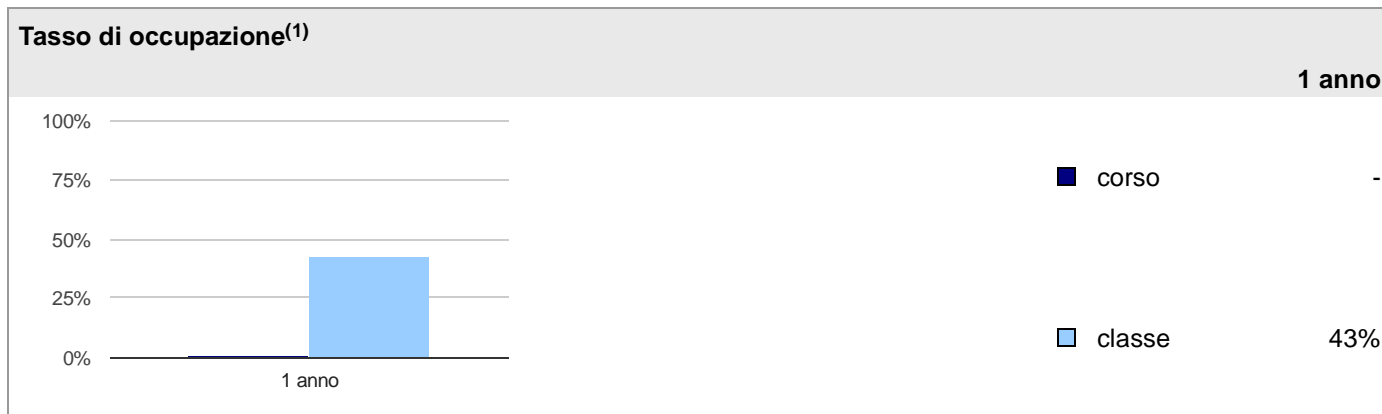 Tasso di occupazione(1)
1 anno
100%
75%
50%
25%
0%
1 anno
corso -
classe 43%